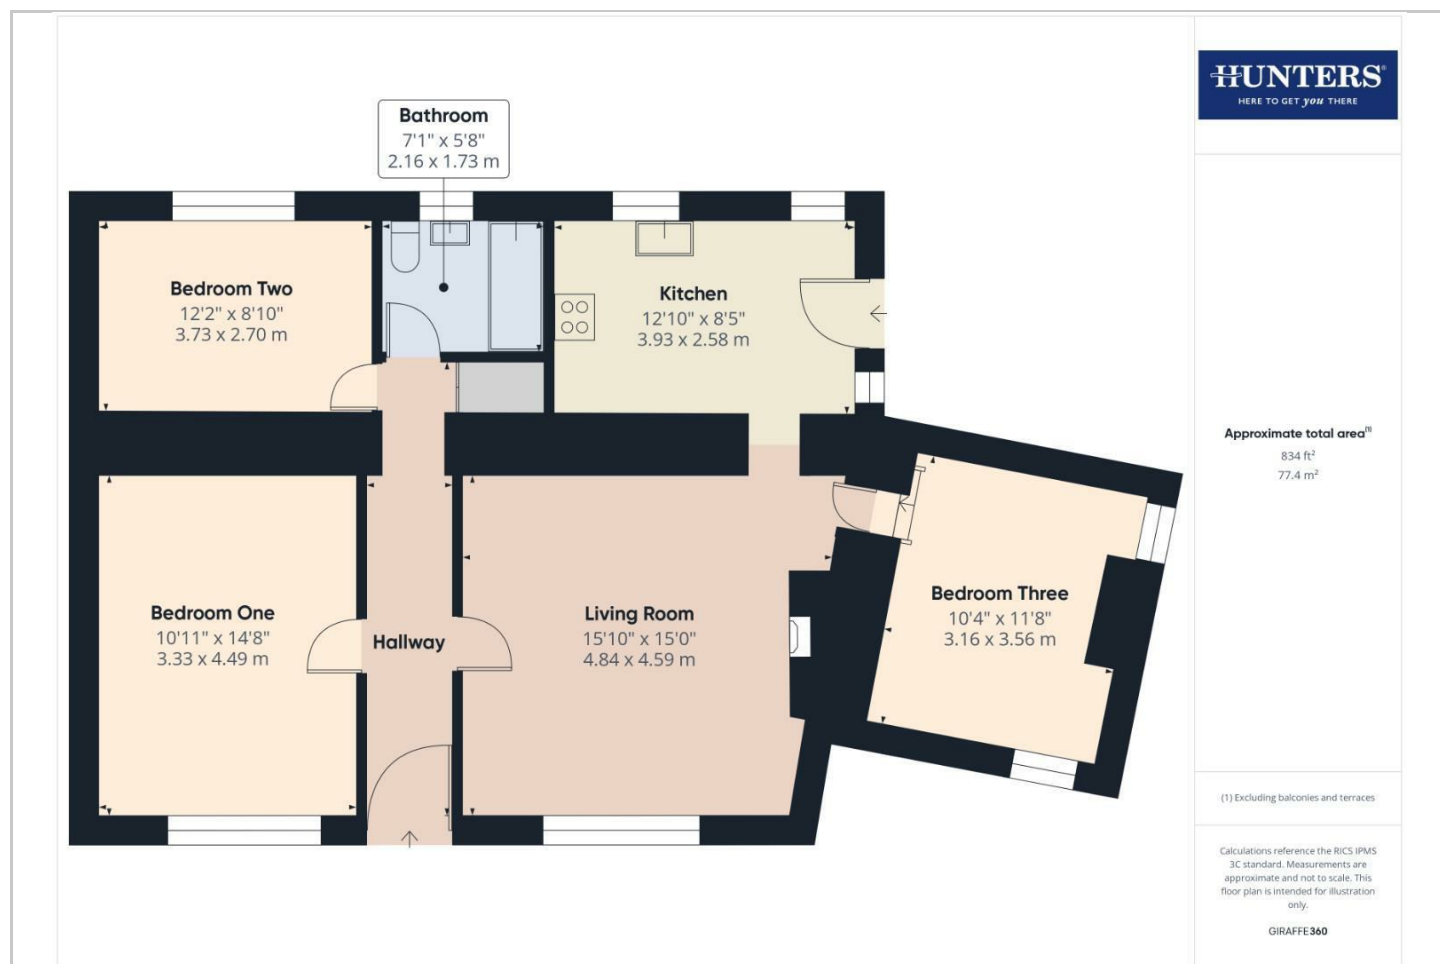 Bathroom
7'1" x 5'8"
2.16 x 1.73 m
Bedroom Two
12'2" x 8'10"
3.73 x 2.70 m
Kitchen
12'10" x 8'5"
3.93 x 2.58 m
Bedroom One
10'11" x 14'8"
3.33 x 4.49 m
Hallway
Living Room
15'10" x 15'0"
4.84 x 4.59 m
Bedroom Three
10'4" x 11'8"
3.16 x 3.56 m
HUNTERS®
HERE TO GET you THERE
Approximate total area(1)
834 ft²
77.4 m²
(1) Excluding balconies and terraces
Calculations reference the RICS IPMS
3C standard. Measurements are
approximate and not to scale. This
floor plan is intended for illustration
only.
GIRAFFE360